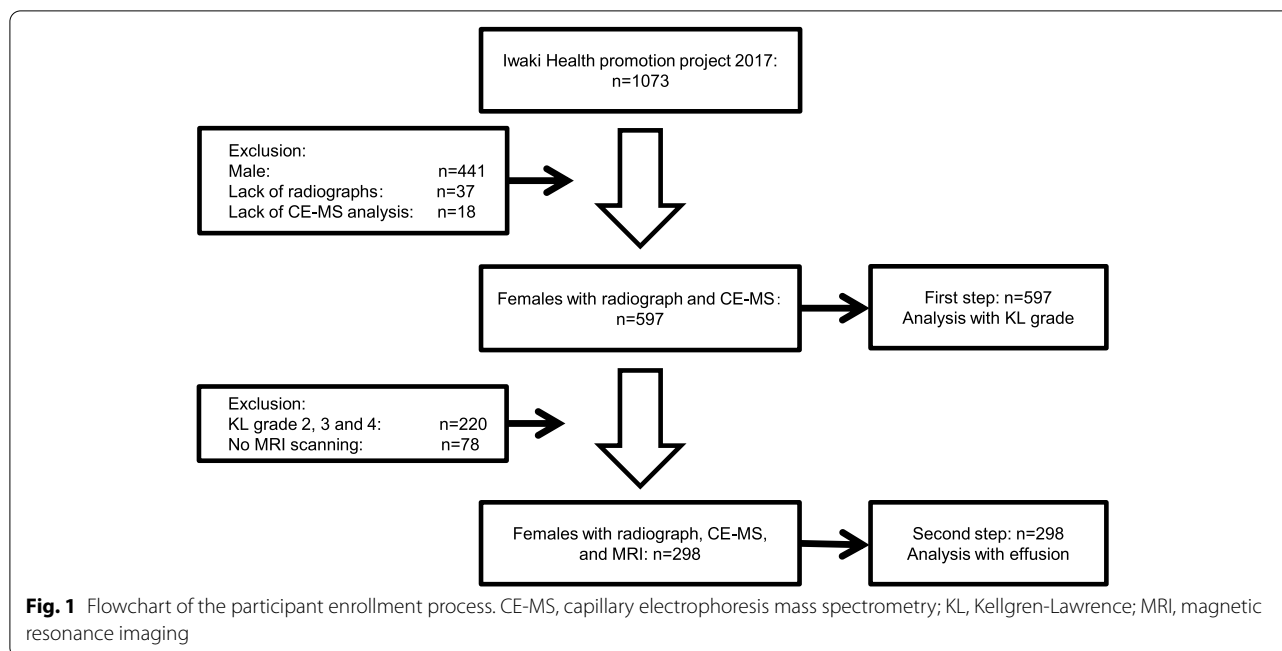 Iwaki Health promotion project 2017:
n=1073
Exclusion:
Male: n=441
Lack of radiographs: n=37
Lack of CE-MS analysis: n=18
Females with radiograph and CE-MS:
n=597
First step: n=597
Analysis with KL grade
Exclusion:
KL grade 2, 3 and 4: n=220
No MRI scanning: n=78
Females with radiograph, CE-MS,
and MRI: n=298
Second step: n=298
Analysis with effusion
Fig. 1 Flowchart of the participant enrollment process. CE-MS, capillary electrophoresis mass spectrometry; KL, Kellgren-Lawrence; MRI, magnetic
resonance imaging